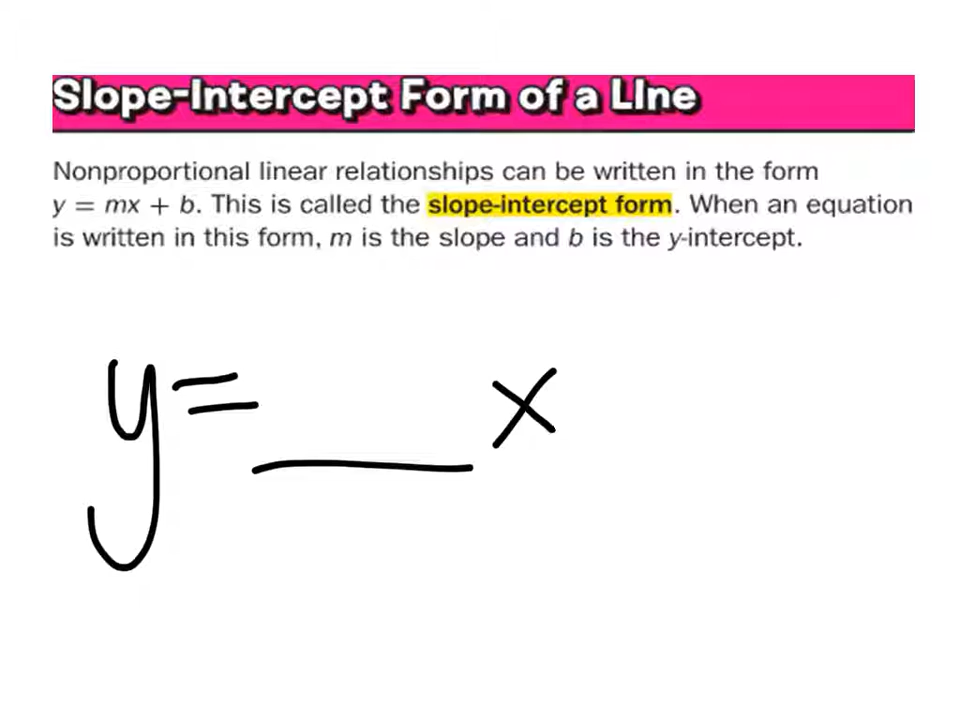 Slope-Intercept Form of a Line
Nonproportional linear relationships can be written in the form
y = mx + b. This is called the slope-intercept form. When an equation
is written in this form, m is the slope and b is the y-intercept.
y = ___ x